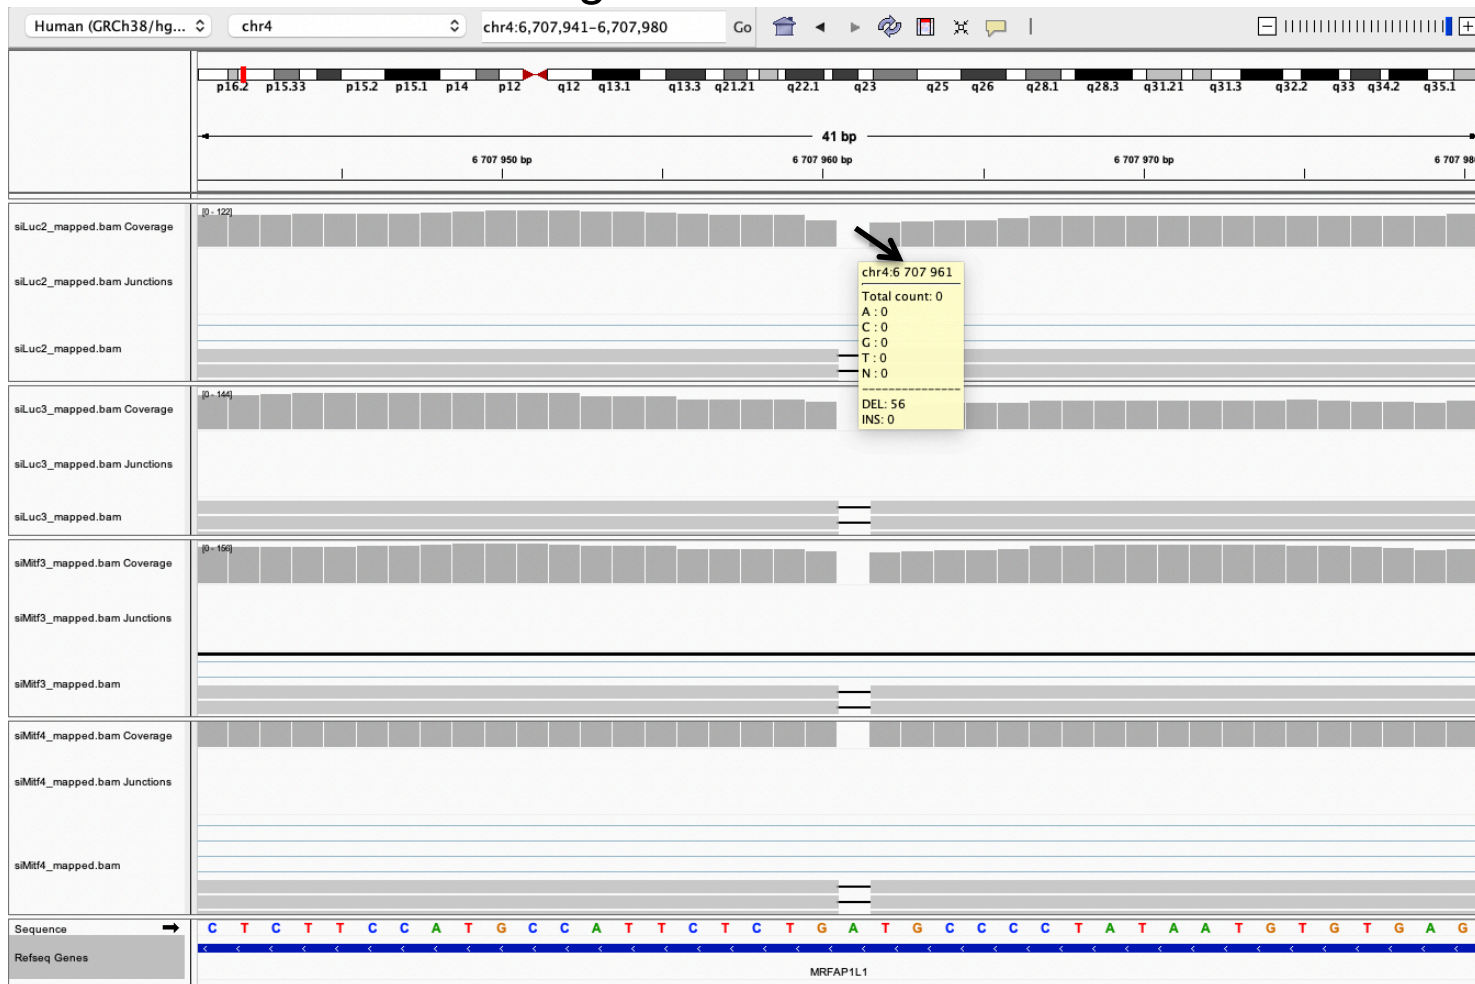 g
Human (GRCh38/hg... chr4 chr4:6,707,941-6,707,980 Go
p16.2 p15.33 p15.2 p15.1 p14 p12 q12 q13.1 q13.3 q21.21 q22.1 q23 q25 q26 q28.1 q28.3 q31.21 q31.3 q32.2 q33 q34.2 q35.1
41 bp
6 707 950 bp 6 707 960 bp 6 707 970 bp 6 707 98
[0 - 122]
siLuc2_mapped.bam Coverage
siLuc2_mapped.bam Junctions
siLuc2_mapped.bam
chr4:6 707 961
Total count: 0
A : 0
C : 0
G : 0
T : 0
N : 0
---------------
DEL: 56
INS: 0
[0 - 144]
siLuc3_mapped.bam Coverage
siLuc3_mapped.bam Junctions
siLuc3_mapped.bam
[0 - 156]
siMitf3_mapped.bam Coverage
siMitf3_mapped.bam Junctions
siMitf3_mapped.bam
siMitf4_mapped.bam Coverage
siMitf4_mapped.bam Junctions
siMitf4_mapped.bam
Sequence C T C T T C C A T G C C A T T C T C T G A T G C C C C T A T A A T G T G T G A G
Refseq Genes
MRFAP1L1